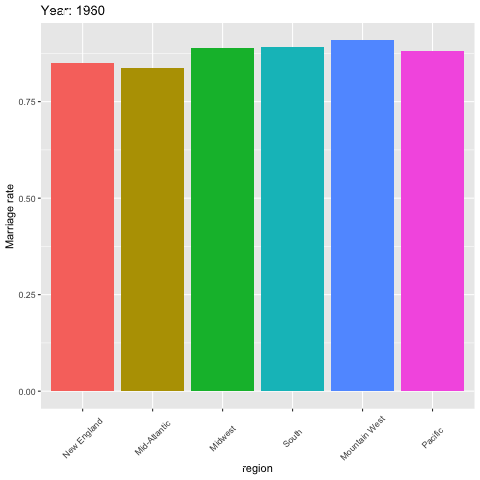 Year: 1960
Marriage rate
0.75
0.50
0.25
0.00
New England
Mid-Atlantic
Midwest
South
Mountain West
Pacific
region